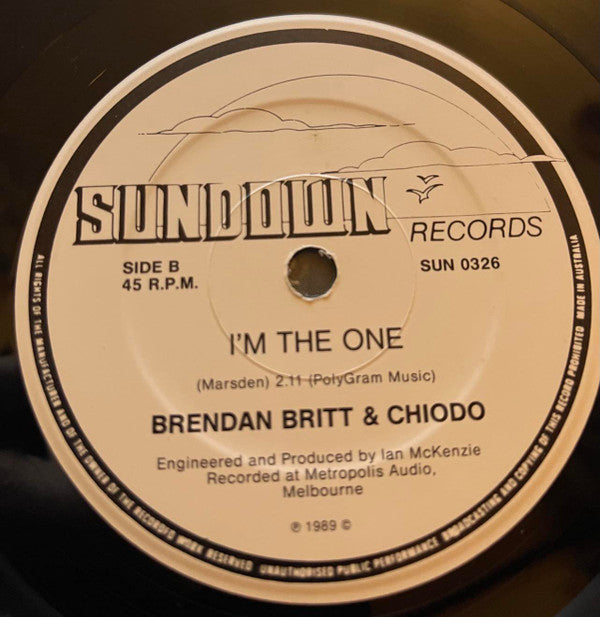 SUNDOWN
RECORDS
SIDE B
45 R.P.M.
SUN 0326
I'M THE ONE
(Marsden) 2.11 (PolyGram Music)
BRENDAN BRITT & CHIODO
Engineered and Produced by Ian McKenzie
Recorded at Metropolis Audio,
Melbourne
℗ 1989 ©
ALL RIGHTS OF THE MANUFACTURER AND OF THE OWNER OF THE RECORDED WORK RESERVED UNAUTHORISED PUBLIC PERFORMANCE BROADCASTING AND COPYING OF THIS RECORD PROHIBITED MADE IN AUSTRALIA